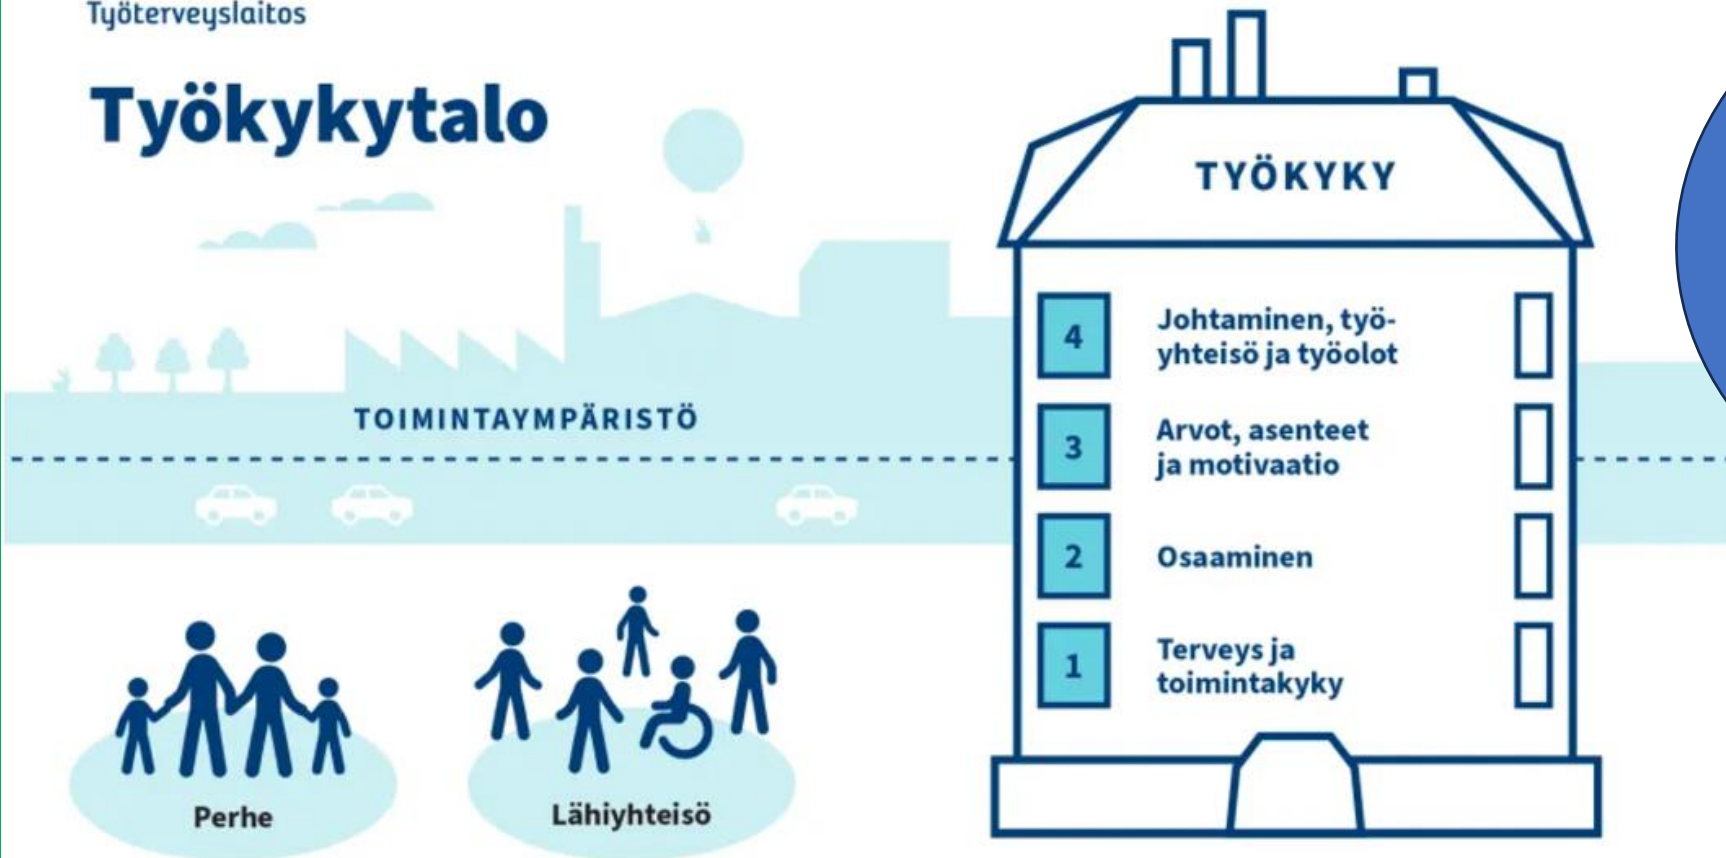 Työterveyslaitos
Työkykytalo
TYÖKYKY
4
Johtaminen, työ-
yhteisö ja työolot
3
Arvot, asenteet
ja motivaatio
2
Osaaminen
1
Terveys ja
toimintakyky
TOIMINTAYMPÄRISTÖ
Perhe
Lähiyhteisö